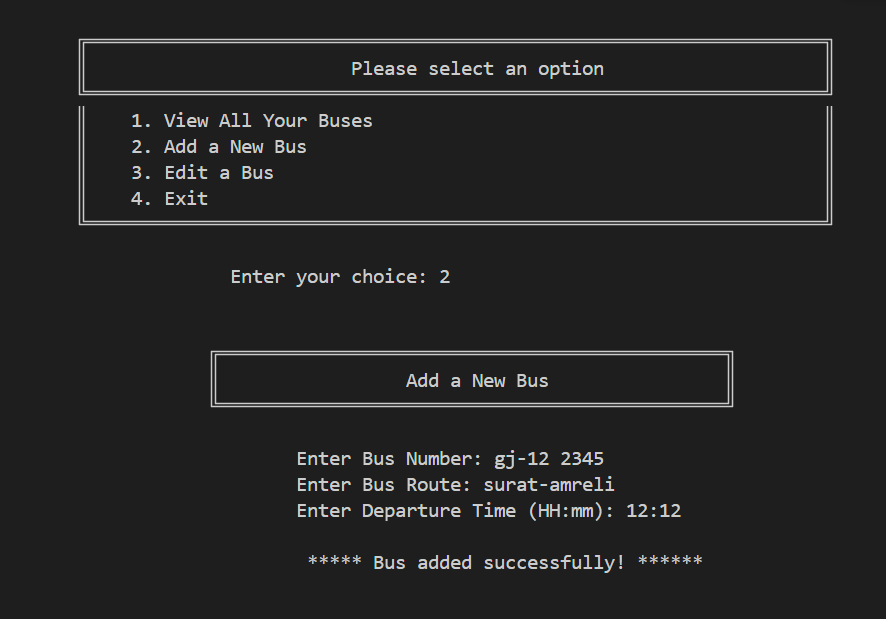 Please select an option
1. View All Your Buses
2. Add a New Bus
3. Edit a Bus
4. Exit
Enter your choice: 2
Add a New Bus
Enter Bus Number: gj-12 2345
Enter Bus Route: surat-amreli
Enter Departure Time (HH:mm): 12:12
***** Bus added successfully! ******